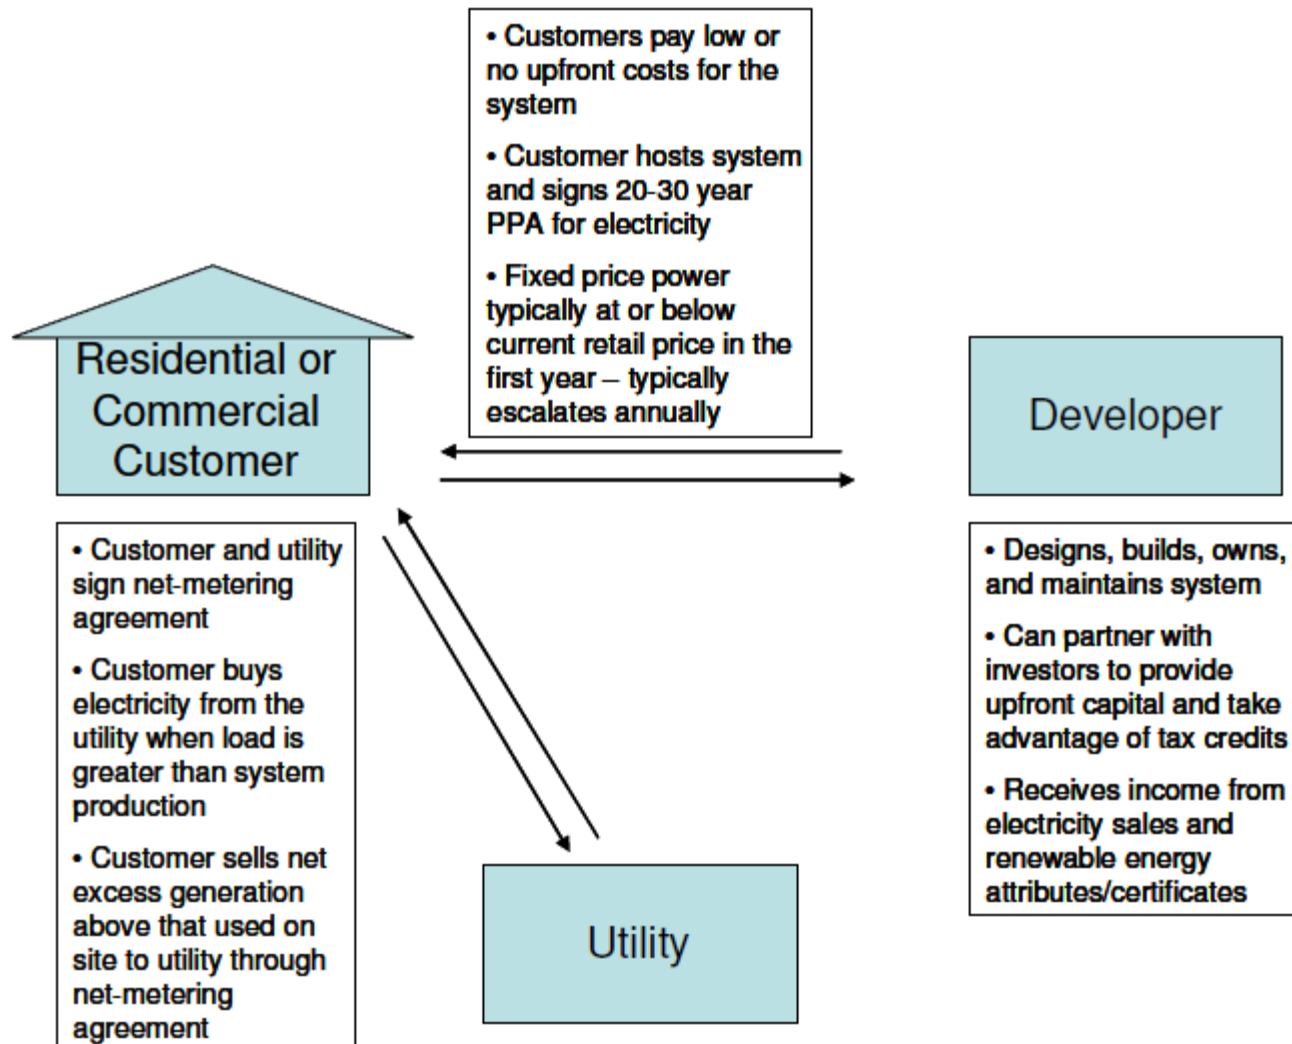 • Customers pay low or
no upfront costs for the
system
• Customer hosts system
and signs 20-30 year
PPA for electricity
• Fixed price power
typically at or below
current retail price in the
first year – typically
escalates annually
Residential or
Commercial
Customer
Developer
• Customer and utility
sign net-metering
agreement
• Customer buys
electricity from the
utility when load is
greater than system
production
• Customer sells net
excess generation
above that used on
site to utility through
net-metering
agreement
• Designs, builds, owns,
and maintains system
• Can partner with
investors to provide
upfront capital and take
advantage of tax credits
• Receives income from
electricity sales and
renewable energy
attributes/certificates
Utility